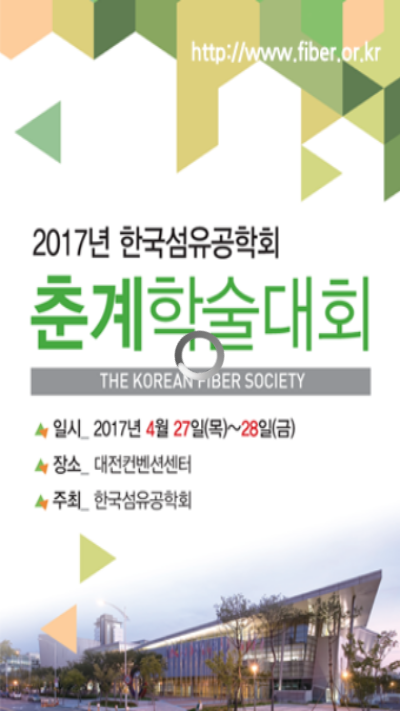 http://www.fiber.or.kr
2017년 한국섬유공학회
춘계학술대회
THE KOREAN FIBER SOCIETY
일시_ 2017년 4월 27일(목)~28일(금)
장소_ 대전컨벤션센터
주최_ 한국섬유공학회